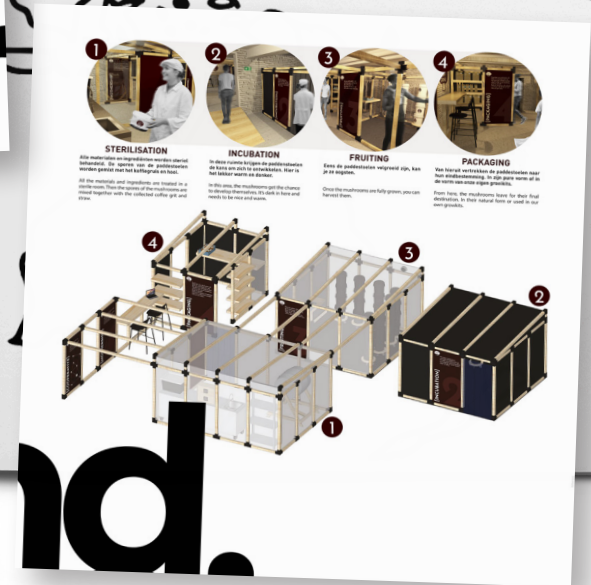 1
2
3
4
STERILISATION
Alle materialen en ingrediënten worden steriel
behandeld. De sporen van de paddestoelen
worden gemixt met het koffiegruis en hooi.
All the materials and ingredients are treated in a
sterile room. Then the spores of the mushrooms are
mixed together with the collected coffee grit and
straw.
INCUBATION
In deze ruimte krijgen de paddenstoelen
de kans om zich te ontwikkelen. Hier is
het lekker warm en donker.
In this area, the mushrooms get the chance
to develop themselves. It's dark in here and
needs to be nice and warm.
FRUITING
Eens de paddestoelen volgroeid zijn, kan
je ze oogsten.
Once the mushrooms are fully grown, you can
harvest them.
PACKAGING
Van hieruit vertrokken de paddestoelen naar
hun eindbestemming. In zijn pure vorm of in
de vorm van onze eigen growkits.
From here, the mushrooms leave for their final
destination. In their natural form or used in our
own growkits.
4
3
2
1
[INCUBATION]
nd.